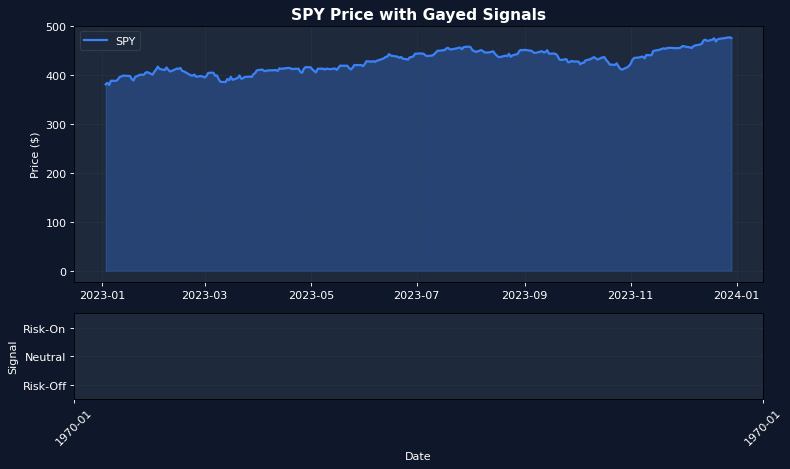 SPY Price with Gayed Signals
SPY
Price ($)
500
400
300
200
100
0
2023-01 2023-03 2023-05 2023-07 2023-09 2023-11 2024-01
Signal
Risk-On
Neutral
Risk-Off
1970-01 1970-01
Date